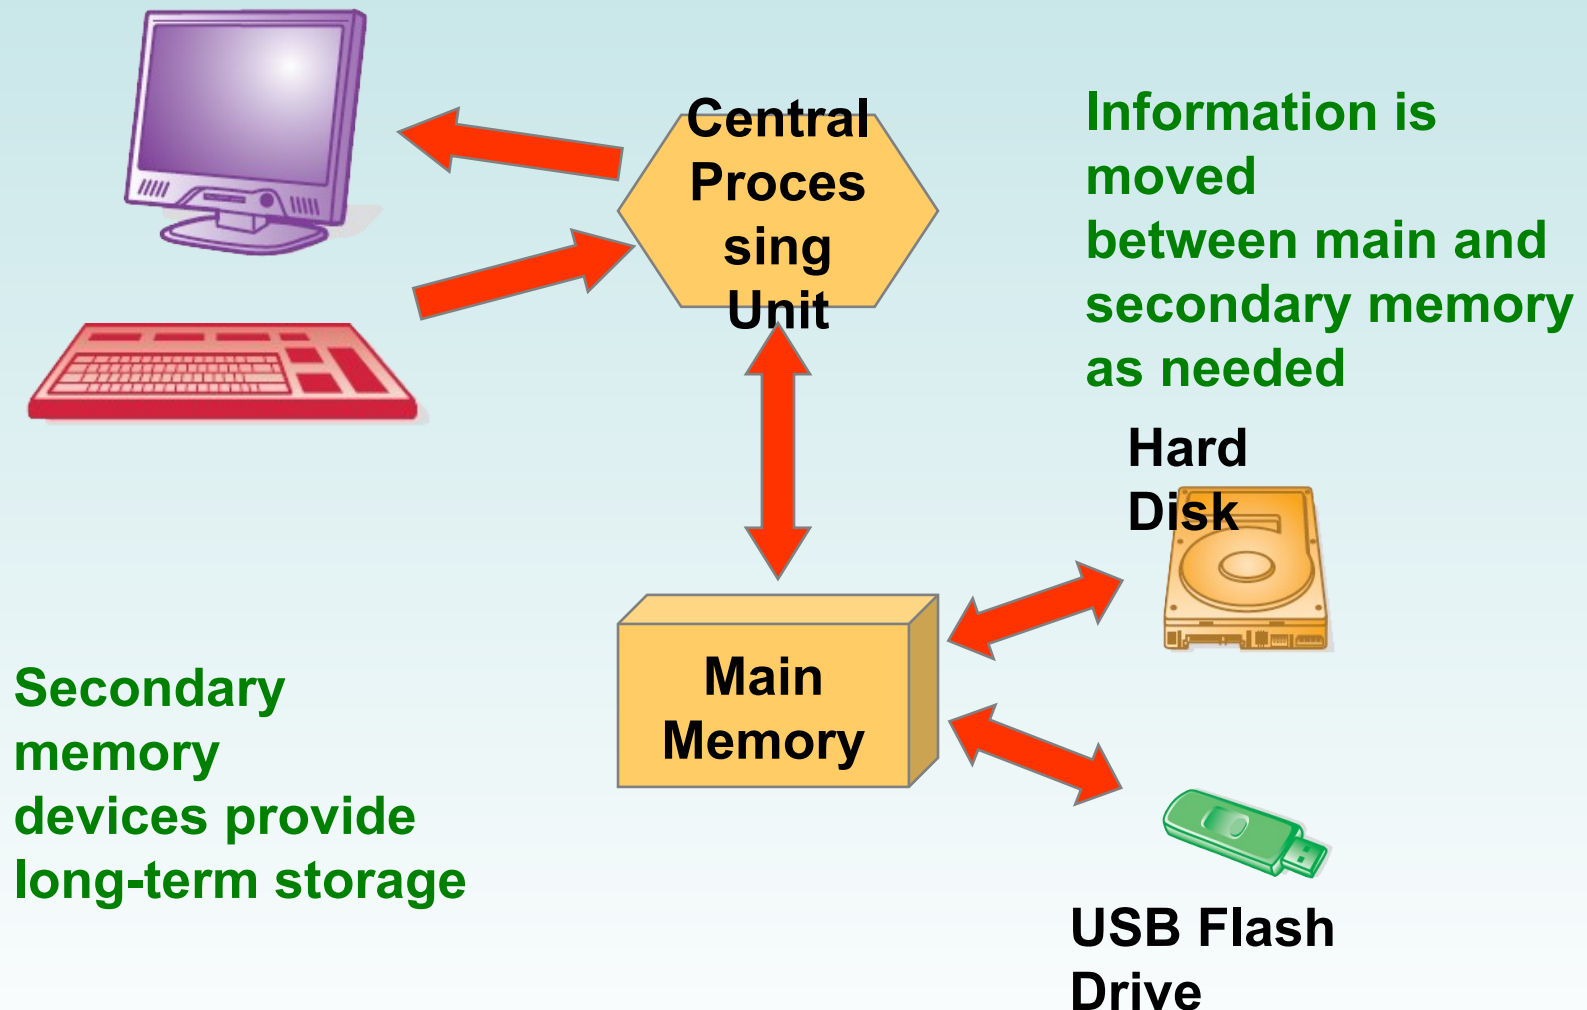 Central
Proces
sing
Unit
Information is
moved
between main and
secondary memory
as needed
Hard
Disk
Main
Memory
Secondary
memory
devices provide
long-term storage
USB Flash
Drive